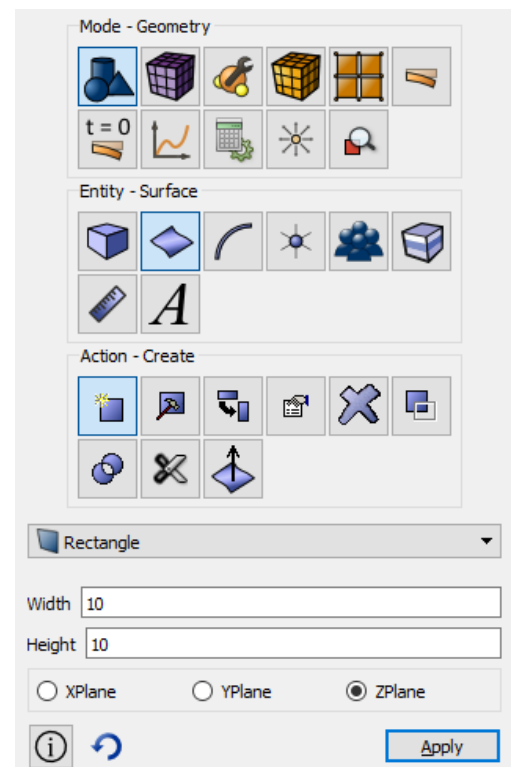 Mode - Geometry
t = 0
Entity - Surface
A
Action - Create
Rectangle
Width 10
Height 10
XPlane YPlane ZPlane
i Apply